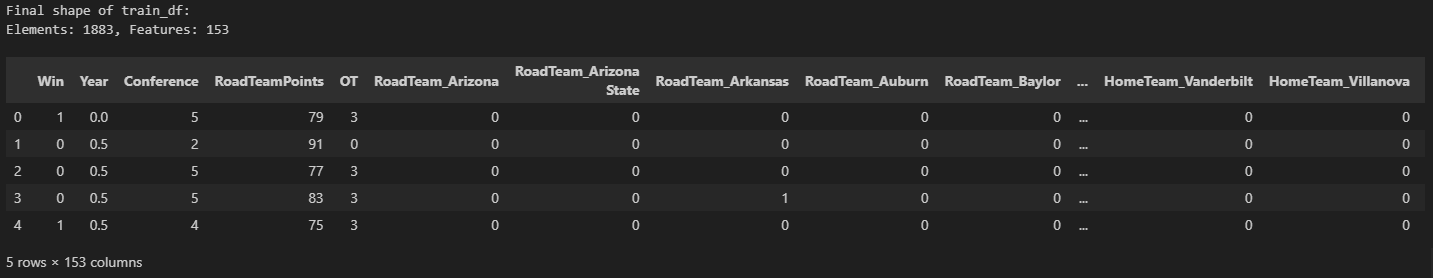 Final shape of train_df:
Elements: 1883, Features: 153
Win Year Conference RoadTeamPoints OT RoadTeam_Arizona RoadTeam_Arizona State RoadTeam_Arkansas RoadTeam_Auburn RoadTeam_Baylor ... HomeTeam_Vanderbilt HomeTeam_Villanova
0 1 0.0 5 79 3 0 0 0 0 0 ... 0 0
1 0 0.5 2 91 0 0 0 0 0 0 ... 0 0
2 0 0.5 5 77 3 0 0 0 0 0 ... 0 0
3 0 0.5 5 83 3 0 0 1 0 0 ... 0 0
4 1 0.5 4 75 3 0 0 0 0 0 ... 0 0
5 rows × 153 columns